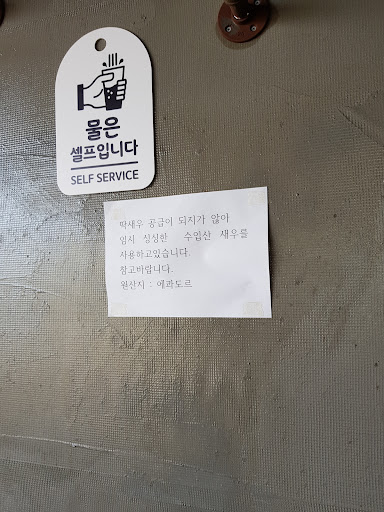 물은
셀프입니다
SELF SERVICE
딱새우 공급이 되지가 않아
임시 싱싱한 수입산 새우를
사용하고있습니다.
참고바랍니다.
원산지 : 에콰도르